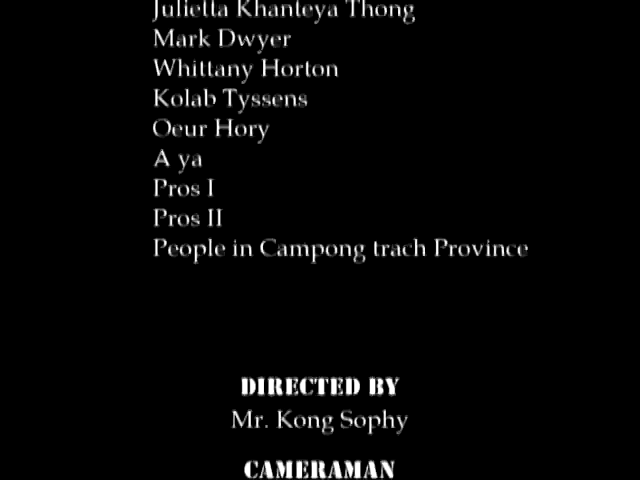 Julietta Khanteya Thong
Mark Dwyer
Whittany Horton
Kolab Tyssens
Oeur Hory
A ya
Pros I
Pros II
People in Campong trach Province
DIRECTED BY
Mr. Kong Sophy
CAMERAMAN